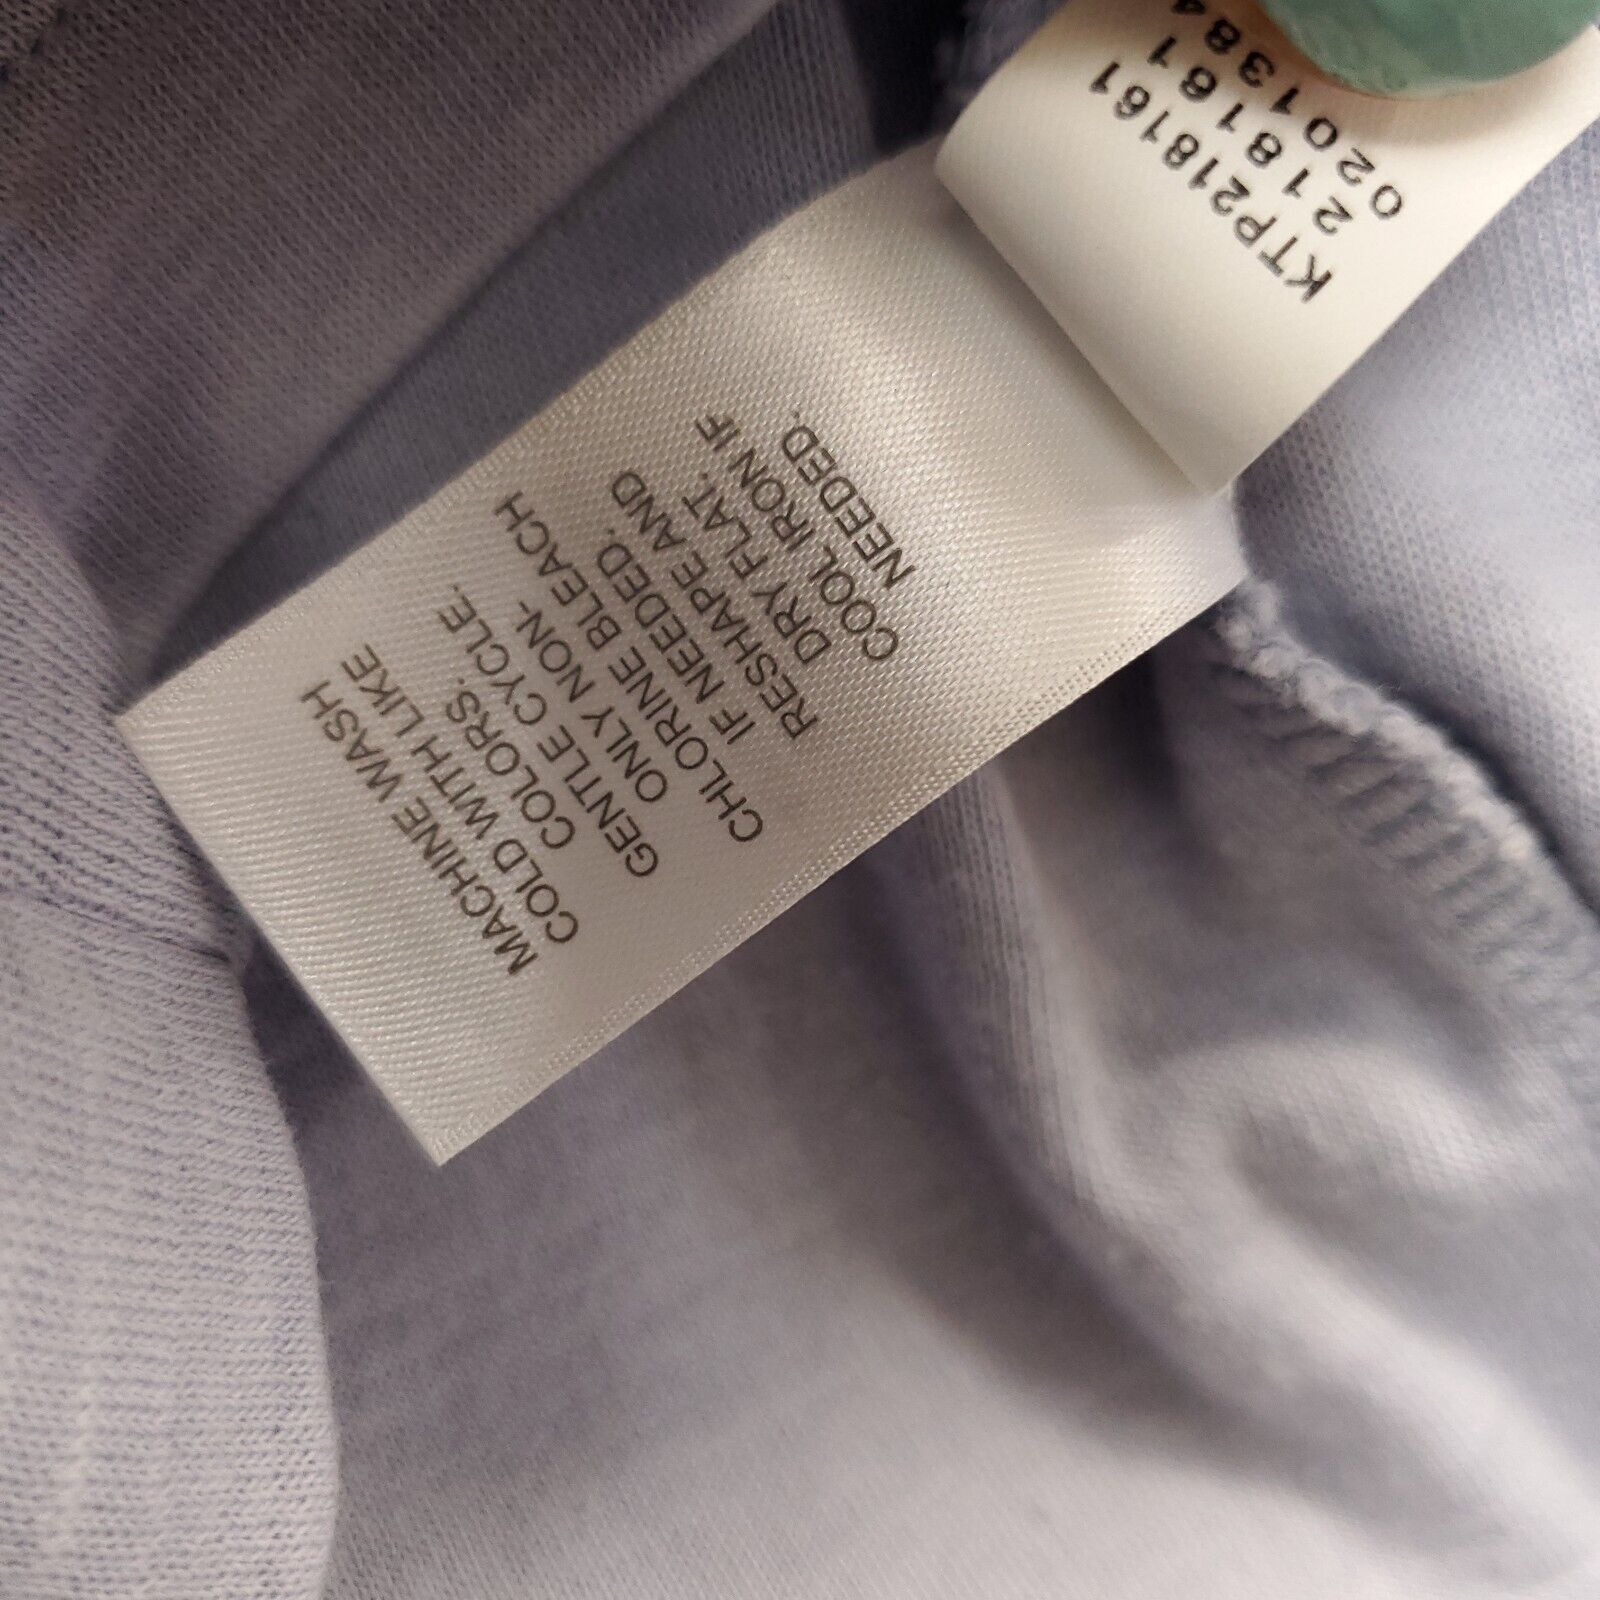 MACHINE WASH
COLD WITH LIKE
COLORS.
GENTLE CYCLE.
ONLY NON-
CHLORINE BLEACH
IF NEEDED.
RESHAPE AND
DRY FLAT.
COOL IRON IF
NEEDED.
KTP218161
218161
0201384